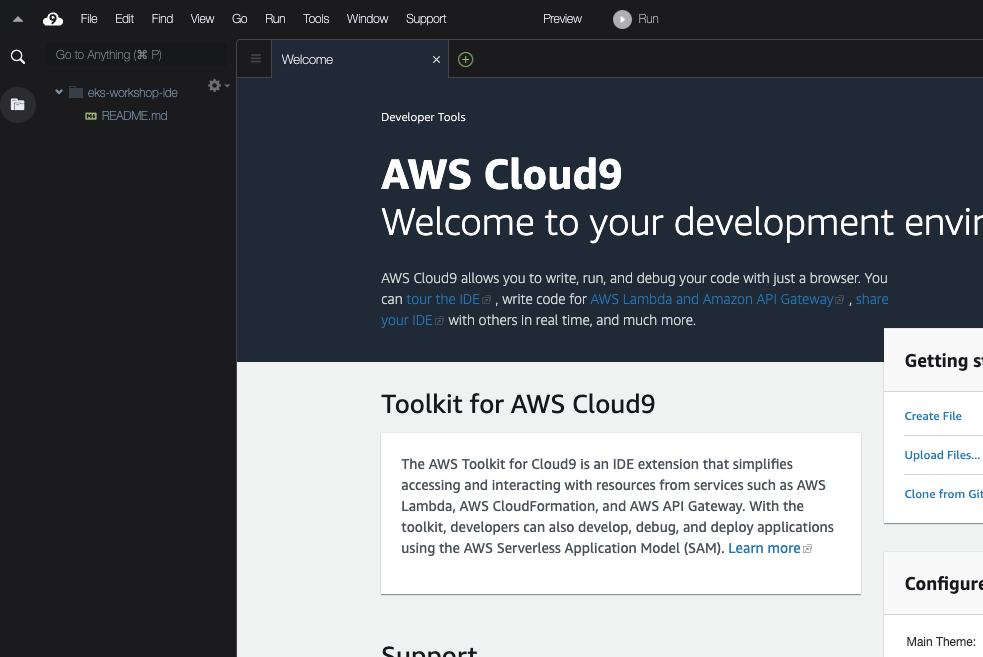 File Edit Find View Go Run Tools Window Support Preview Run
Go to Anything (⌘ P)
Welcome
eks-workshop-ide
README.md
Developer Tools
AWS Cloud9
Welcome to your development envir
AWS Cloud9 allows you to write, run, and debug your code with just a browser. You
can tour the IDE , write code for AWS Lambda and Amazon API Gateway , share
your IDE with others in real time, and much more.
Getting st
Create File
Upload Files...
Clone from Git
Toolkit for AWS Cloud9
The AWS Toolkit for Cloud9 is an IDE extension that simplifies
accessing and interacting with resources from services such as AWS
Lambda, AWS CloudFormation, and AWS API Gateway. With the
toolkit, developers can also develop, debug, and deploy applications
using the AWS Serverless Application Model (SAM). Learn more
Configure
Main Theme:
Support